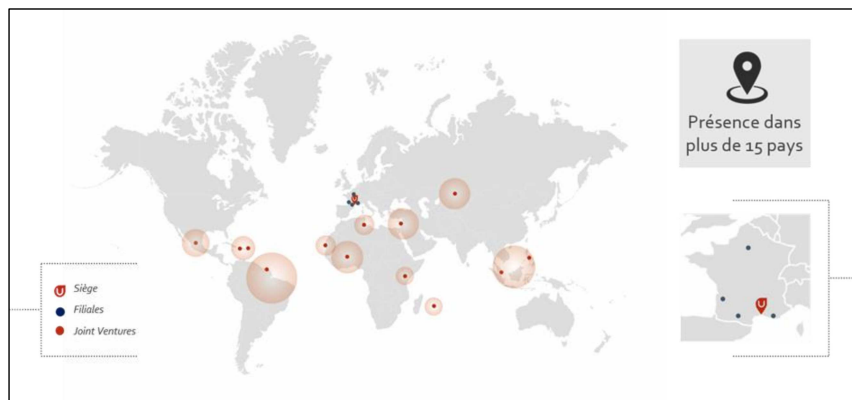 Présence dans
plus de 15 pays
Siège
Filiales
Joint Ventures